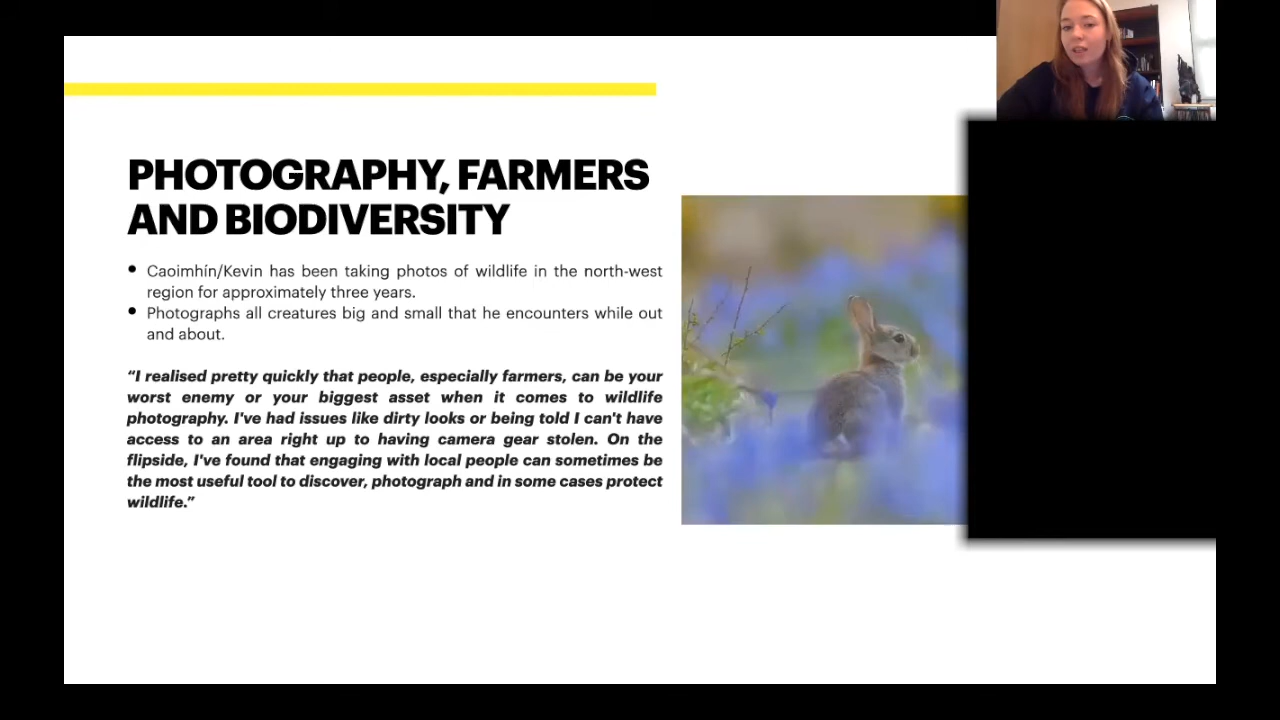 PHOTOGRAPHY, FARMERS
AND BIODIVERSITY
• Caoimhín/Kevin has been taking photos of wildlife in the north-west
region for approximately three years.
• Photographs all creatures big and small that he encounters while out
and about.
“I realised pretty quickly that people, especially farmers, can be your
worst enemy or your biggest asset when it comes to wildlife
photography. I've had issues like dirty looks or being told I can't have
access to an area right up to having camera gear stolen. On the
flipside, I've found that engaging with local people can sometimes be
the most useful tool to discover, photograph and in some cases protect
wildlife.”